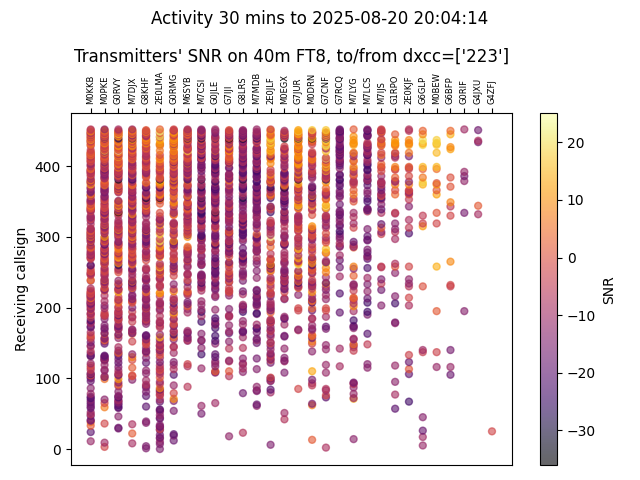 Activity 30 mins to 2025-08-20 20:04:14
Transmitters' SNR on 40m FT8, to/from dxcc=['223']
M0KKB M0PKE G0RVY M7DJX G8KHF 2E0LMA G0RMG M6SYB M7CSI G0JLE G7IJI G8LRS M7MDB 2E0JLF M0EGX G7JUR M0DRN G7CNF G7RCQ M7LYG M7LCS M7IJS G1RPO 2E0KJF G6GLP M0BEW G6BFP G0RIF G4JXU G4ZFJ
Receiving callsign
400
300
200
100
0
20
10
0
−10
−20
−30
SNR